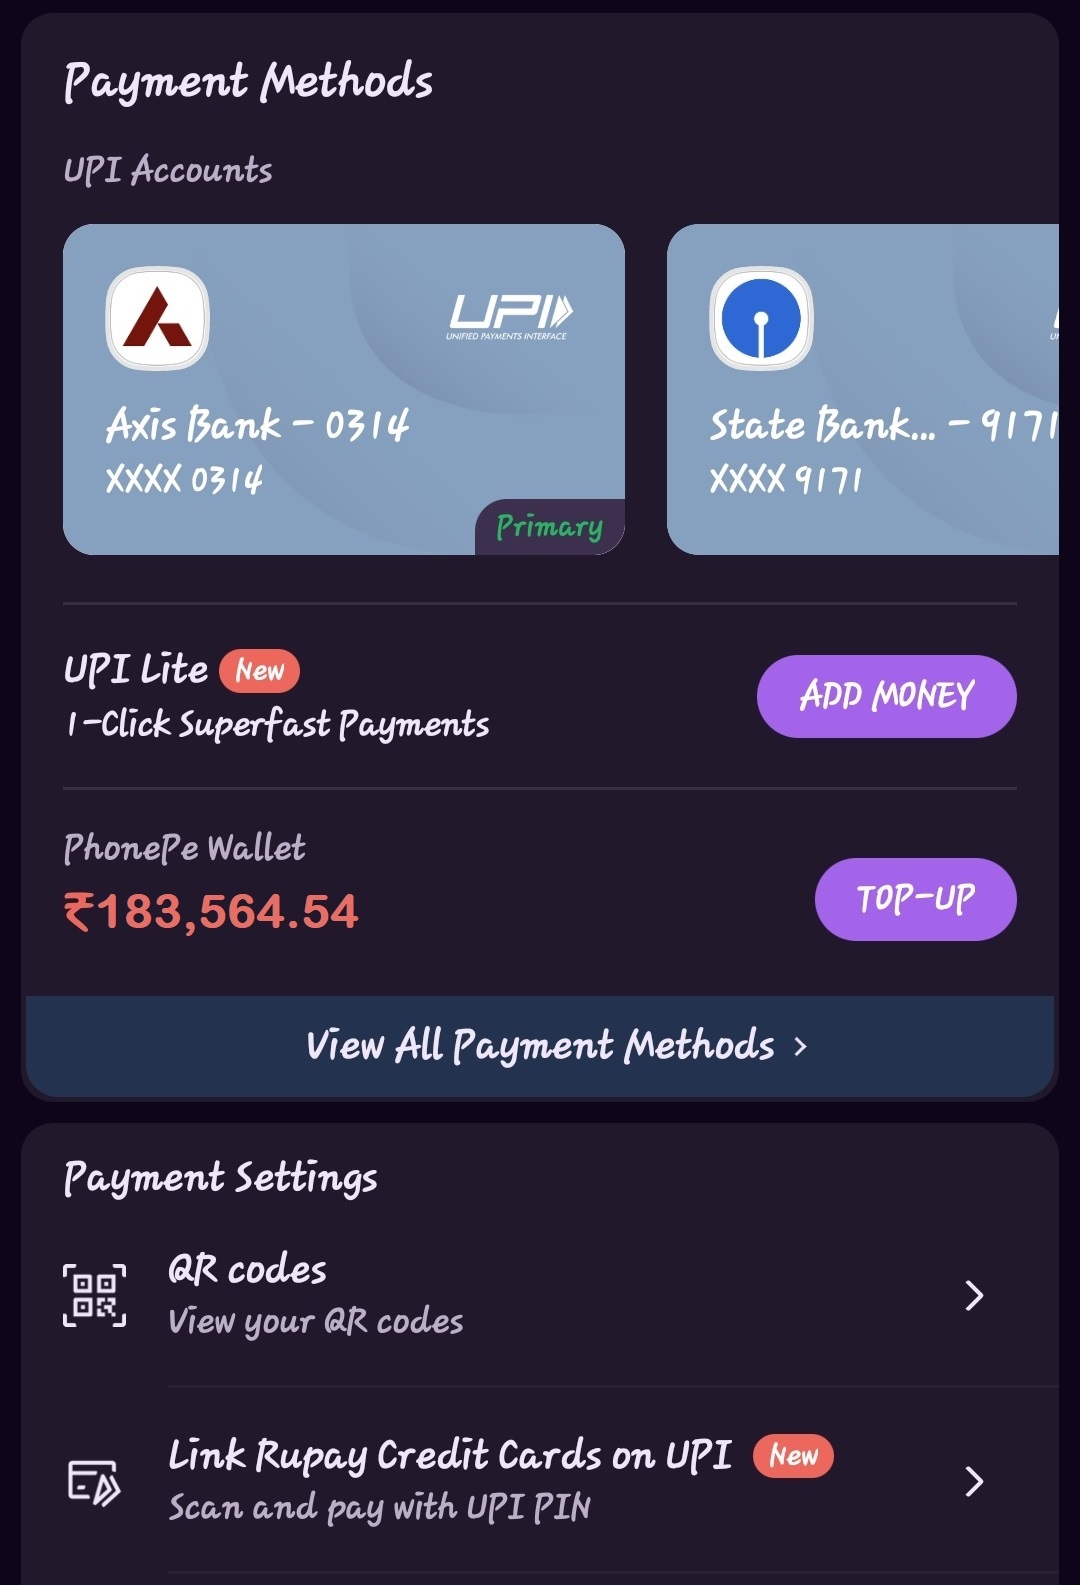 Payment Methods
UPI Accounts
UPI
UNIFIED PAYMENTS INTERFACE
Axis Bank - 0314
XXXX 0314
Primary
State Bank... - 9171
XXXX 9171
UPI Lite New
1-Click Superfast Payments
ADD MONEY
PhonePe Wallet
₹183,564.54
TOP-UP
View All Payment Methods >
Payment Settings
QR codes
View your QR codes
Link Rupay Credit Cards on UPI New
Scan and pay with UPI PIN